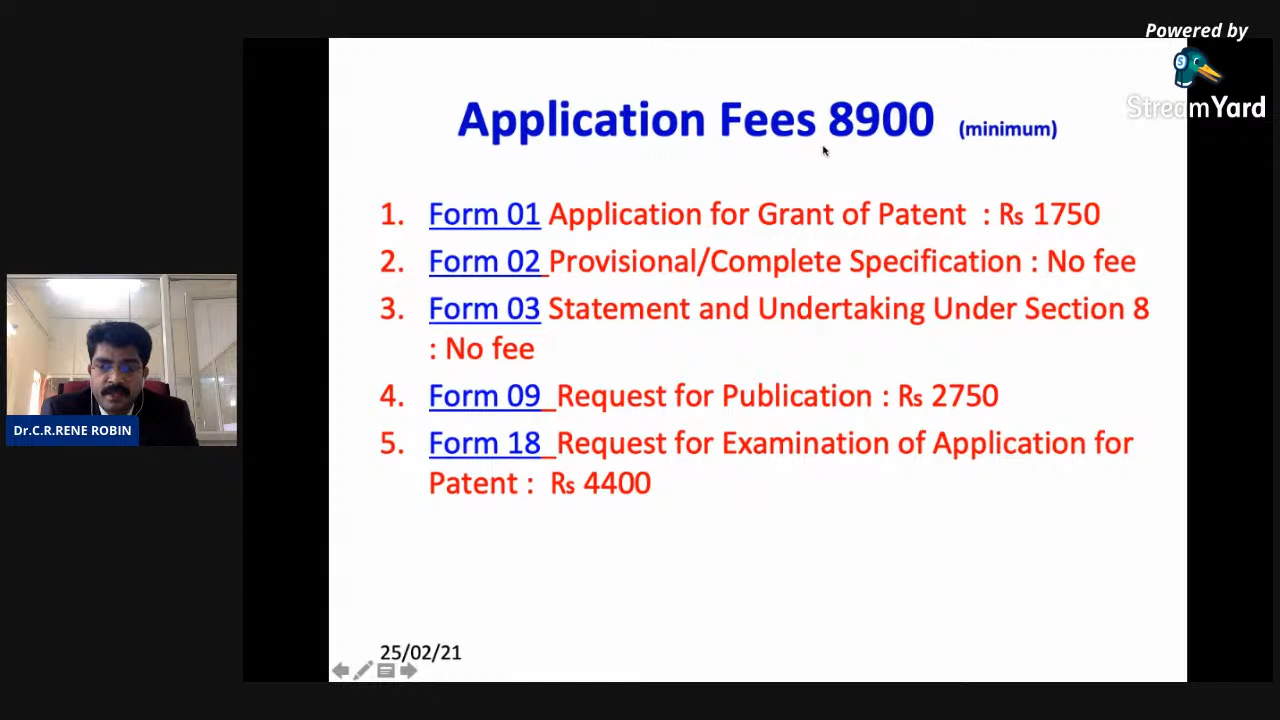 Powered by
StreamYard
Application Fees 8900 (minimum)
1. Form 01 Application for Grant of Patent : Rs 1750
2. Form 02 Provisional/Complete Specification : No fee
3. Form 03 Statement and Undertaking Under Section 8
: No fee
4. Form 09 Request for Publication : Rs 2750
5. Form 18 Request for Examination of Application for
Patent : Rs 4400
Dr.C.R.RENE ROBIN
25/02/21